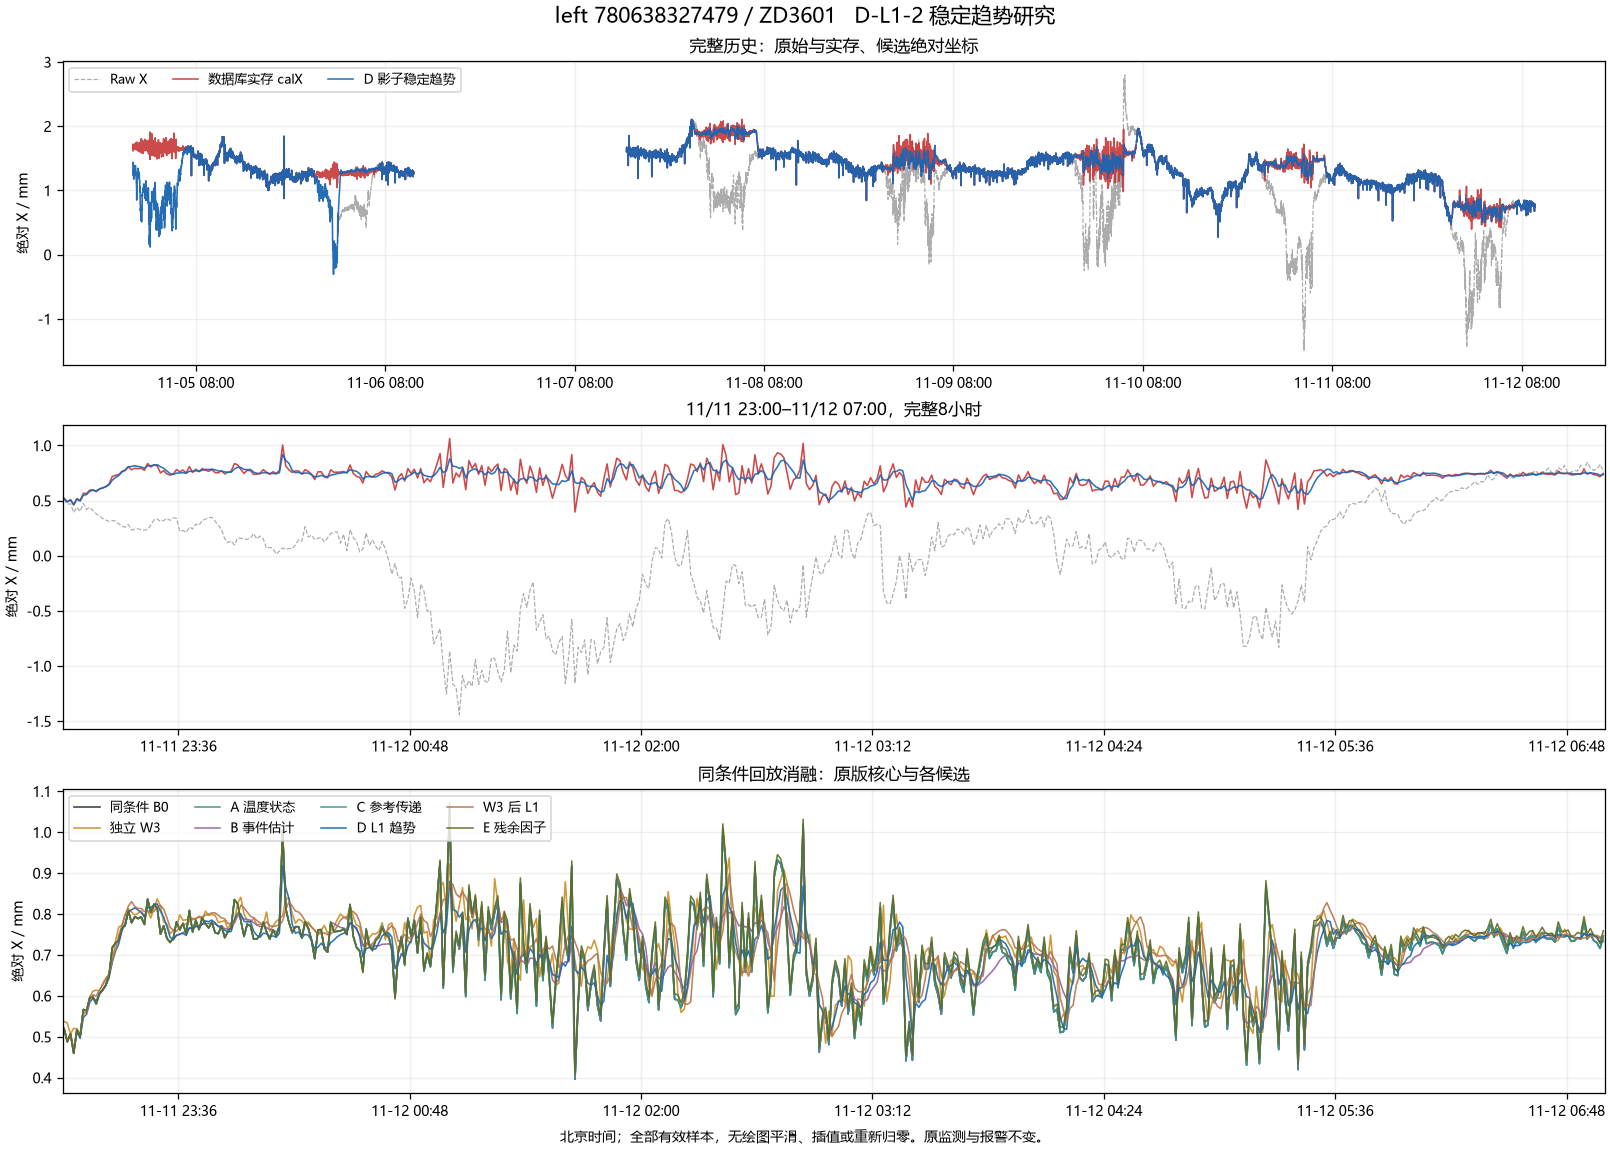 left 780638327479 / ZD3601   D-L1-2 稳定趋势研究
完整历史：原始与实存、候选绝对坐标
Raw X
数据库实存 calX
D 影子稳定趋势
绝对 X / mm
3
2
1
0
-1
11-05 08:00
11-06 08:00
11-07 08:00
11-08 08:00
11-09 08:00
11-10 08:00
11-11 08:00
11-12 08:00
11/11 23:00–11/12 07:00，完整8小时
绝对 X / mm
1.0
0.5
0.0
-0.5
-1.0
-1.5
11-11 23:36
11-12 00:48
11-12 02:00
11-12 03:12
11-12 04:24
11-12 05:36
11-12 06:48
同条件回放消融：原版核心与各候选
同条件 B0
A 温度状态
C 参考传递
W3 后 L1
独立 W3
B 事件估计
D L1 趋势
E 残余因子
绝对 X / mm
1.1
1.0
0.9
0.8
0.7
0.6
0.5
0.4
11-11 23:36
11-12 00:48
11-12 02:00
11-12 03:12
11-12 04:24
11-12 05:36
11-12 06:48
北京时间；全部有效样本，无绘图平滑、插值或重新归零。原监测与报警不变。